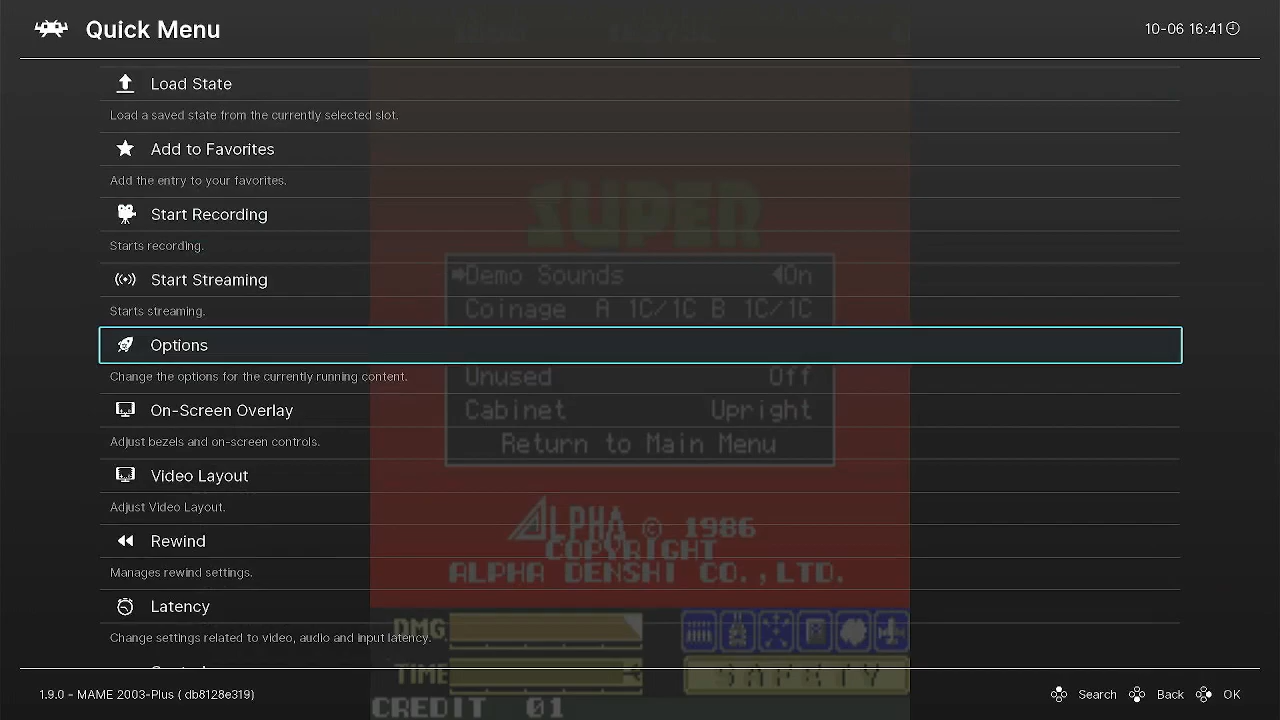 Quick Menu
10-06 16:41
Load State
Load a saved state from the currently selected slot.
Add to Favorites
Add the entry to your favorites.
Start Recording
Starts recording.
SUPER
Start Streaming
Demo Sounds On
Starts streaming.
Coinage A 1C/1C B 1C/1C
Options
Change the options for the currently running content.
Unused Off
On-Screen Overlay
Cabinet Upright
Adjust bezels and on-screen controls.
Return to Main Menu
Video Layout
Adjust Video Layout.
ALPHA © 1986
Rewind
COPYRIGHT
Manages rewind settings.
ALPHA DENSHI CO.,LTD.
Latency
Change settings related to video, audio and input latency.
DMG
TIME
1.9.0 - MAME 2003-Plus ( db8128e319)
Search Back OK
CREDIT 01